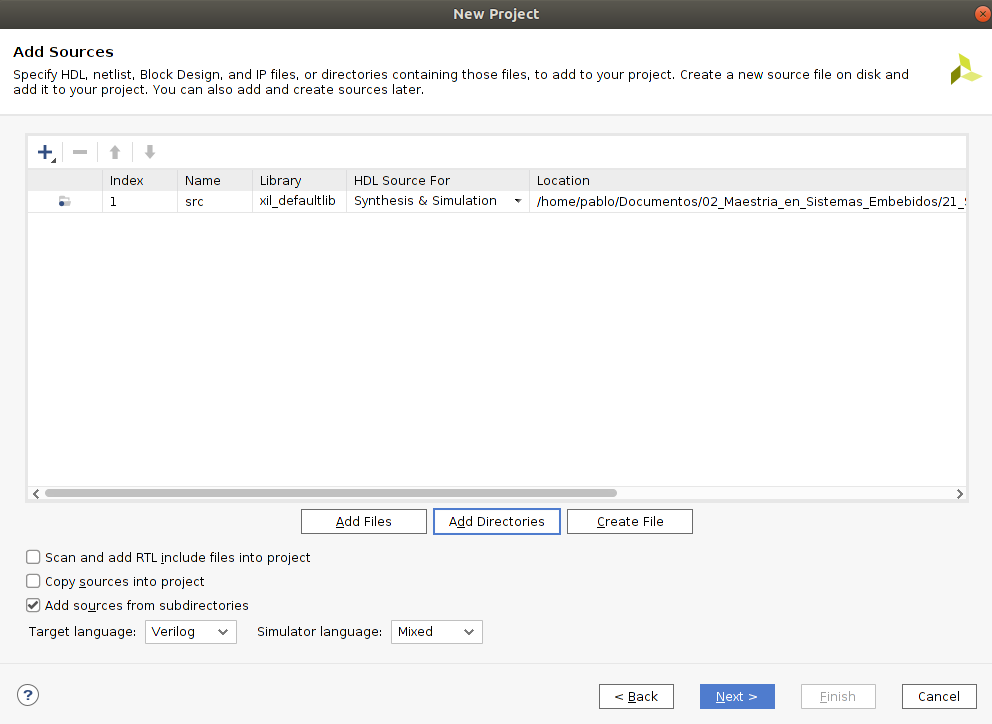 New Project
Add Sources
Specify HDL, netlist, Block Design, and IP files, or directories containing those files, to add to your project. Create a new source file on disk and
add it to your project. You can also add and create sources later.
Index Name Library HDL Source For Location
1 src xil_defaultlib Synthesis & Simulation /home/pablo/Documentos/02_Maestria_en_Sistemas_Embebidos/21_
Add Files Add Directories Create File
Scan and add RTL include files into project
Copy sources into project
Add sources from subdirectories
Target language: Verilog Simulator language: Mixed
? < Back Next > Finish Cancel